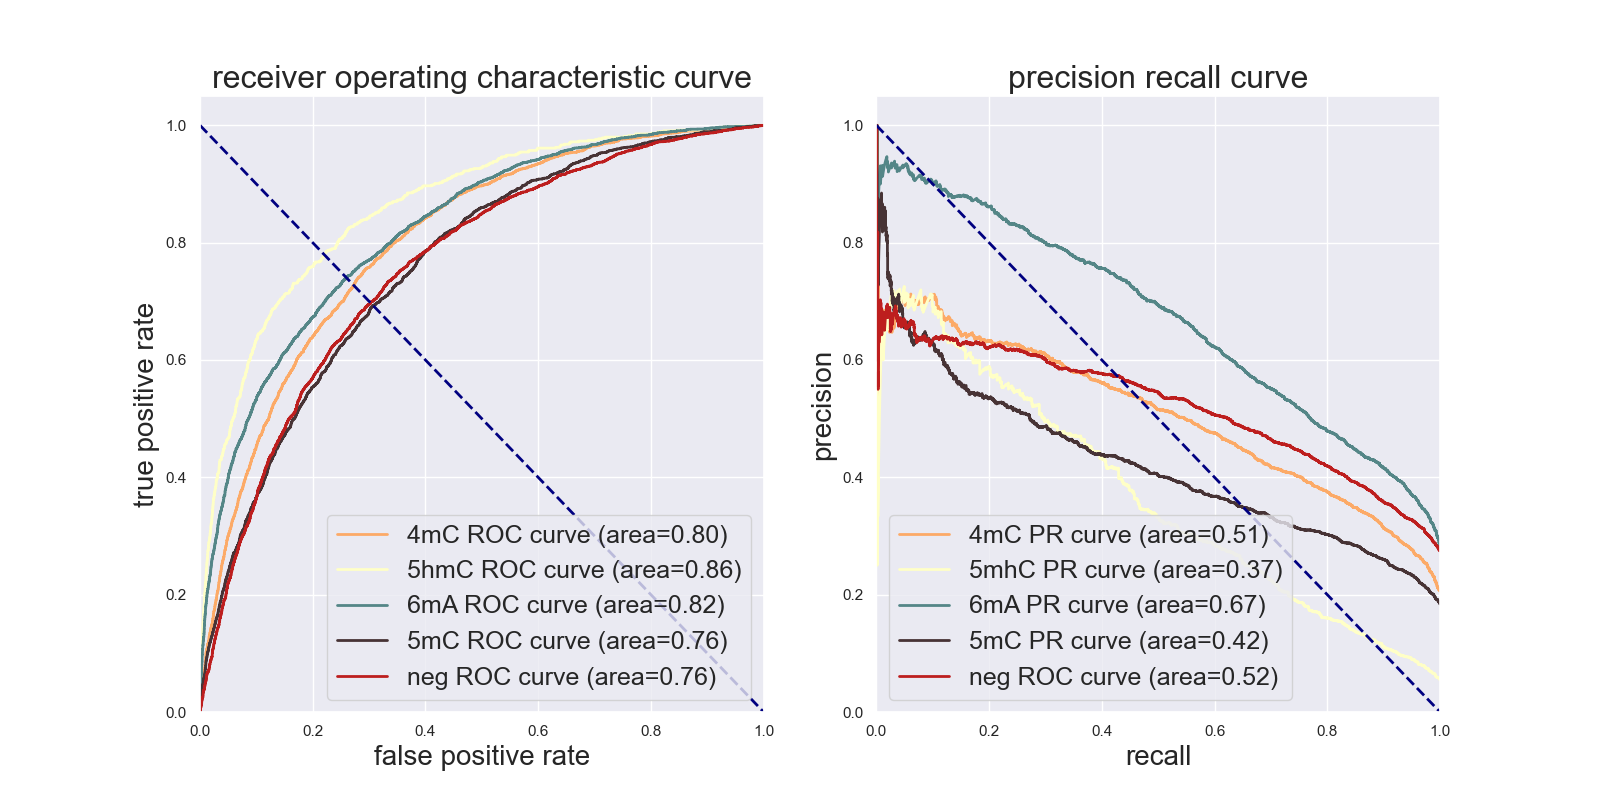 receiver operating characteristic curve
true positive rate
1.0
0.8
0.6
0.4
0.2
0.0
4mC ROC curve (area=0.80)
5hmC ROC curve (area=0.86)
6mA ROC curve (area=0.82)
5mC ROC curve (area=0.76)
neg ROC curve (area=0.76)
0.0 0.2 0.4 0.6 0.8 1.0
false positive rate
precision recall curve
precision
1.0
0.8
0.6
0.4
0.2
0.0
4mC PR curve (area=0.51)
5mhC PR curve (area=0.37)
6mA PR curve (area=0.67)
5mC PR curve (area=0.42)
neg ROC curve (area=0.52)
0.0 0.2 0.4 0.6 0.8 1.0
recall